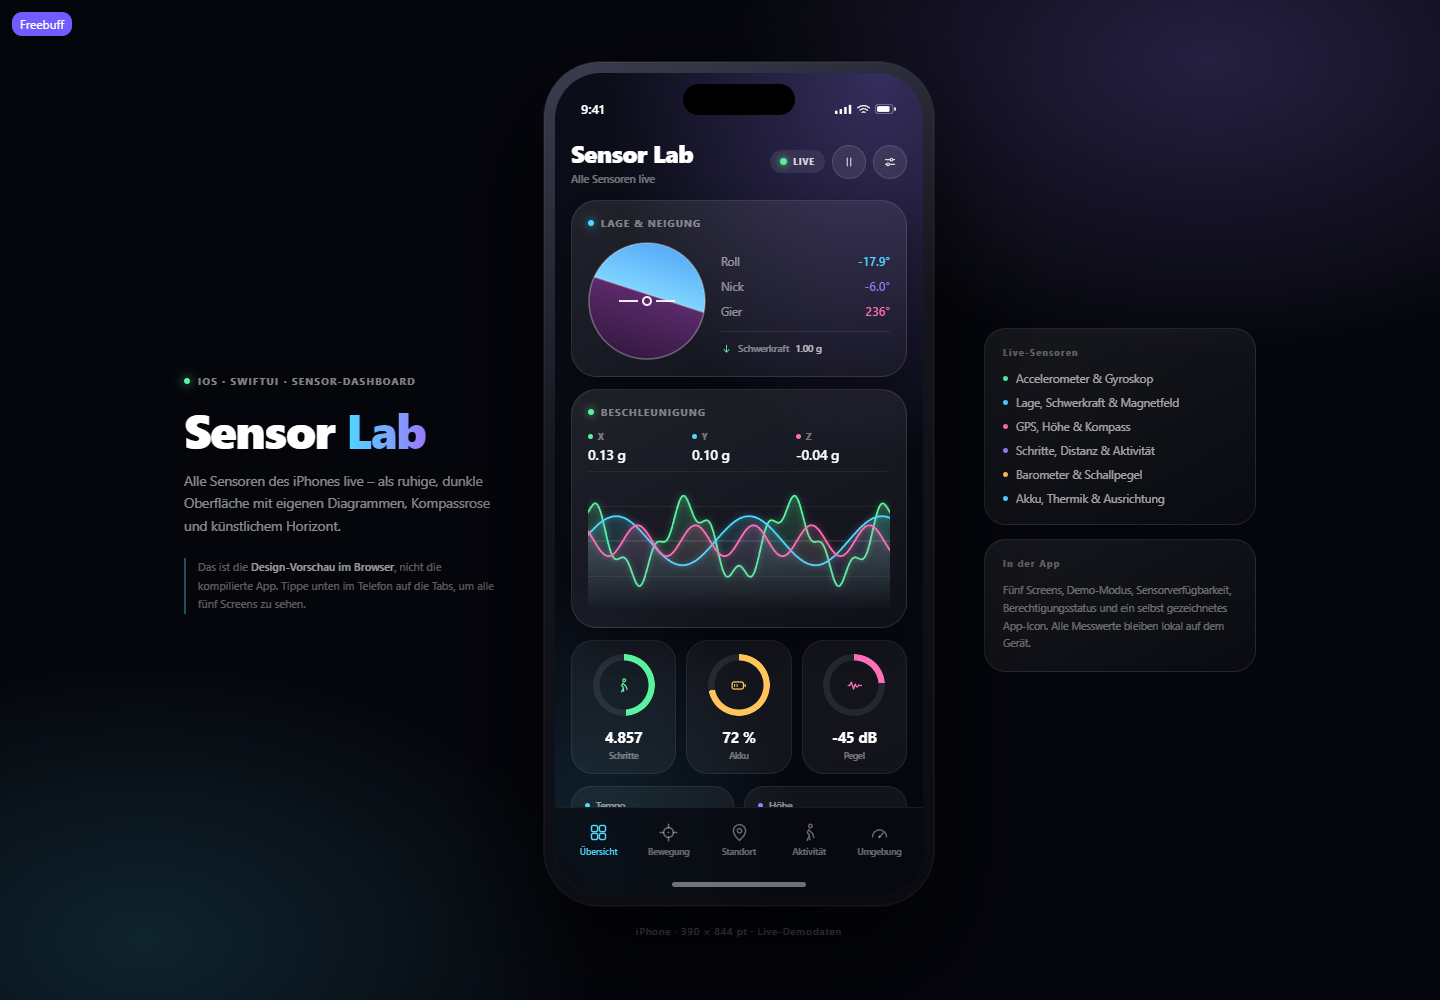 Freebuff
IOS · SWIFTUI · SENSOR-DASHBOARD
Sensor Lab
Alle Sensoren des iPhones live – als ruhige, dunkle
Oberfläche mit eigenen Diagrammen, Kompassrose
und künstlichem Horizont.
Das ist die Design-Vorschau im Browser, nicht die
kompilierte App. Tippe unten im Telefon auf die Tabs, um alle
fünf Screens zu sehen.
9:41
Sensor Lab
Alle Sensoren live
LIVE
LAGE & NEIGUNG
Roll -17.9°
Nick -6.0°
Gier 236°
Schwerkraft 1.00 g
BESCHLEUNIGUNG
X Y Z
0.13 g 0.10 g -0.04 g
4.857 72 % -45 dB
Schritte Akku Pegel
Tempo Höhe
Übersicht Bewegung Standort Aktivität Umgebung
iPhone · 390 × 844 pt · Live-Demodaten
Live-Sensoren
Accelerometer & Gyroskop
Lage, Schwerkraft & Magnetfeld
GPS, Höhe & Kompass
Schritte, Distanz & Aktivität
Barometer & Schallpegel
Akku, Thermik & Ausrichtung
In der App
Fünf Screens, Demo-Modus, Sensorverfügbarkeit,
Berechtigungsstatus und ein selbst gezeichnetes
App-Icon. Alle Messwerte bleiben lokal auf dem
Gerät.